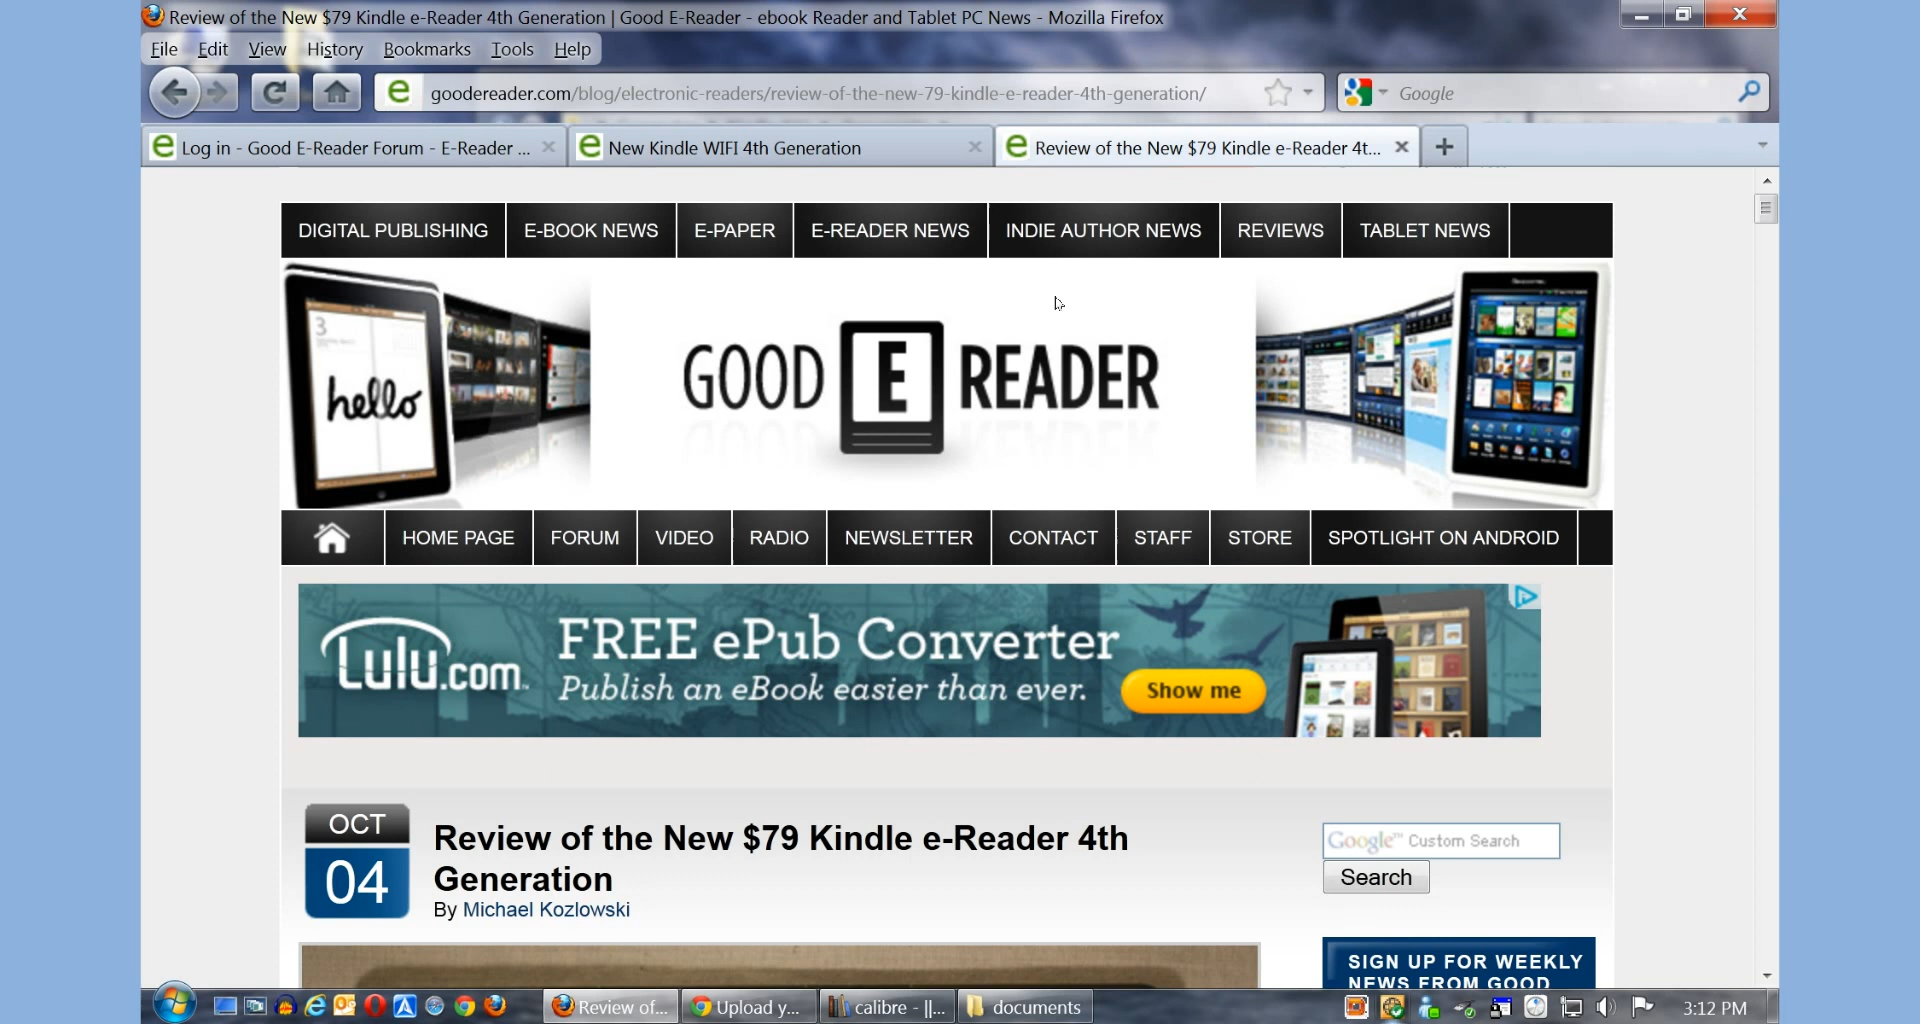 Review of the New $79 Kindle e-Reader 4th Generation | Good E-Reader - ebook Reader and Tablet PC News - Mozilla Firefox
File Edit View History Bookmarks Tools Help
goodereader.com/blog/electronic-readers/review-of-the-new-79-kindle-e-reader-4th-generation/ Google
Log in - Good E-Reader Forum - E-Reader ... New Kindle WIFI 4th Generation Review of the New $79 Kindle e-Reader 4t...
DIGITAL PUBLISHING E-BOOK NEWS E-PAPER E-READER NEWS INDIE AUTHOR NEWS REVIEWS TABLET NEWS
3
hello
GOOD E READER
HOME PAGE FORUM VIDEO RADIO NEWSLETTER CONTACT STAFF STORE SPOTLIGHT ON ANDROID
Lulu.com FREE ePub Converter
Publish an eBook easier than ever. Show me
OCT
04
Review of the New $79 Kindle e-Reader 4th
Generation
By Michael Kozlowski
Google™ Custom Search
Search
SIGN UP FOR WEEKLY
NEWS FROM GOOD
Review of... Upload y... calibre - ||... documents 3:12 PM